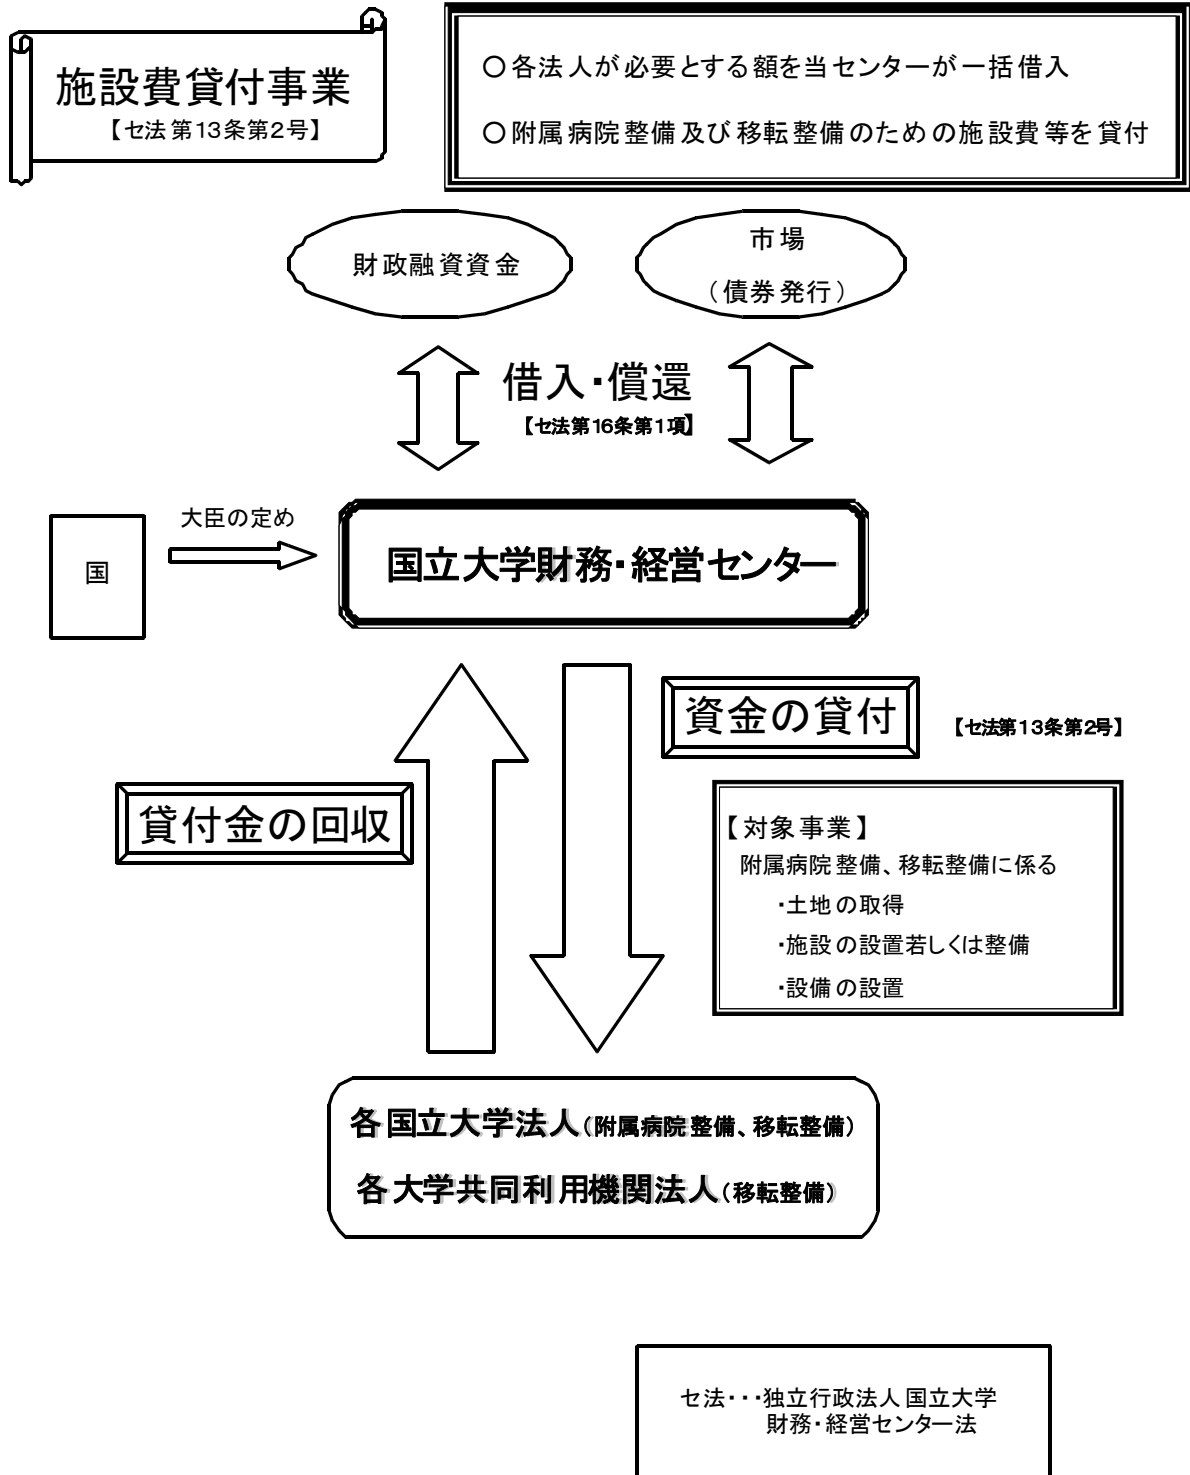 施設費貸付事業
【セ法第13条第2号】
○各法人が必要とする額を当センターが一括借入
○附属病院整備及び移転整備のための施設費等を貸付
財政融資資金
市場
（債券発行）
借入・償還
【セ法第16条第1項】
国
大臣の定め
国立大学財務・経営センター
資金の貸付
【セ法第13条第2号】
貸付金の回収
【対象事業】
附属病院整備、移転整備に係る
・土地の取得
・施設の設置若しくは整備
・設備の設置
各国立大学法人（附属病院整備、移転整備）
各大学共同利用機関法人（移転整備）
セ法・・・独立行政法人国立大学
財務・経営センター法